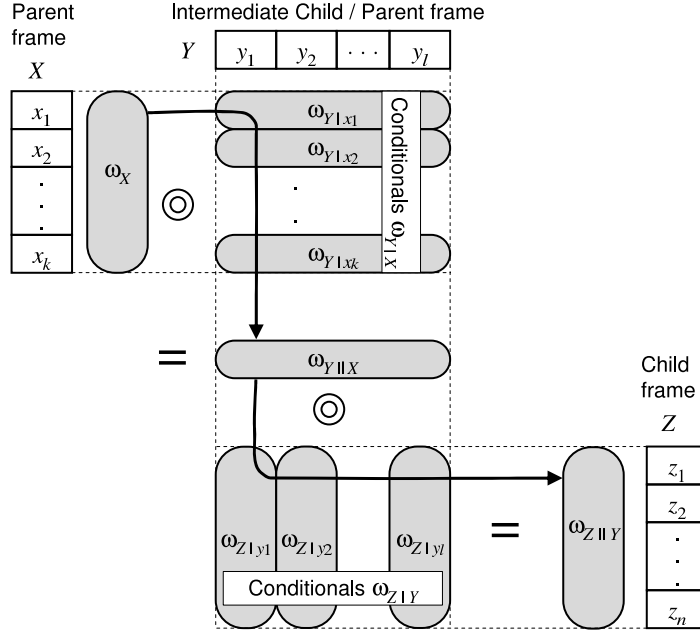 Parent
frame
X
Intermediate Child / Parent frame
Y
y1 y2 · · · yl
x1
x2
·
·
·
xk
ωX
ωY|x1
ωY|x2
·
·
ωY|xk
Conditionals ωY|X
=
ωY||X
Child
frame
Z
ωZ|y1 ωZ|y2 ωZ|yl
Conditionals ωZ|Y
=
ωZ||Y
z1
z2
·
·
·
zn